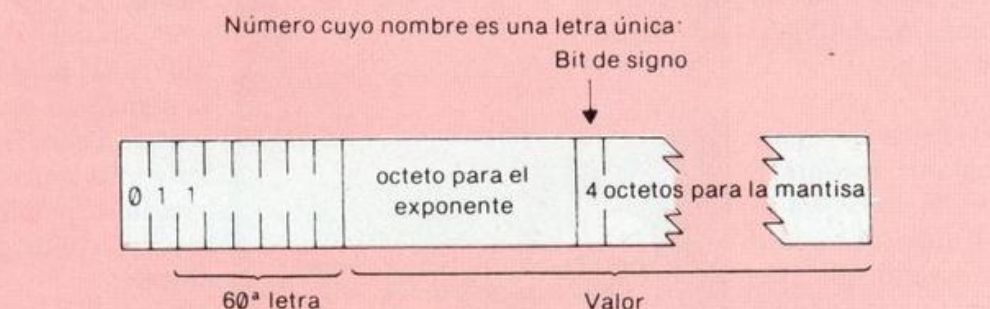 Número cuyo nombre es una letra única:
Bit de signo
0 1 1
octeto para el
exponente
4 octetos para la mantisa
60ª letra
Valor